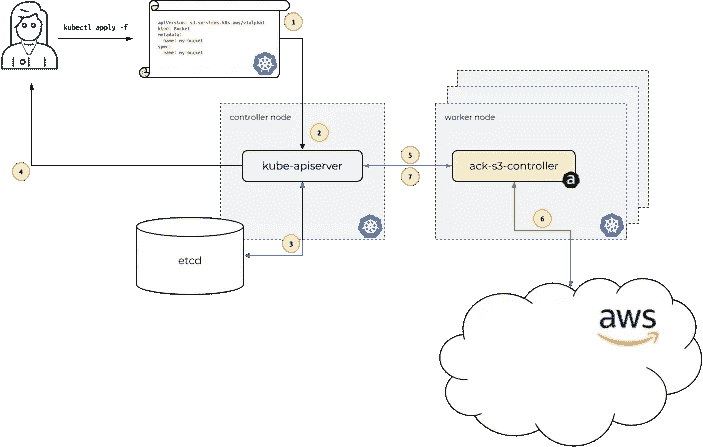 kubectl apply -f
1
apiVersion: s3.services.k8s.aws/v1alpha1
kind: Bucket
metadata:
name: my-bucket
spec:
name: my-bucket
controller node
worker node
2
kube-apiserver
5
7
ack-s3-controller
a
4
3
6
etcd
aws